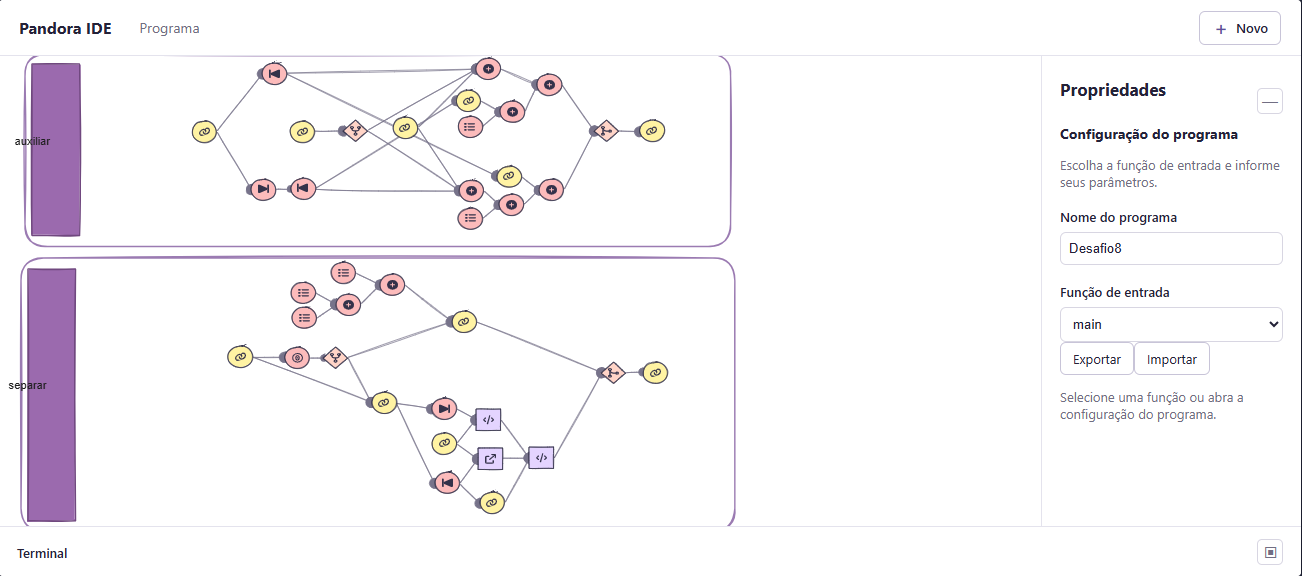 Pandora IDE
Programa
+ Novo
auxiliar
separar
Propriedades
Configuração do programa
Escolha a função de entrada e informe
seus parâmetros.
Nome do programa
Desafio8
Função de entrada
main
Exportar
Importar
Selecione uma função ou abra a
configuração do programa.
Terminal